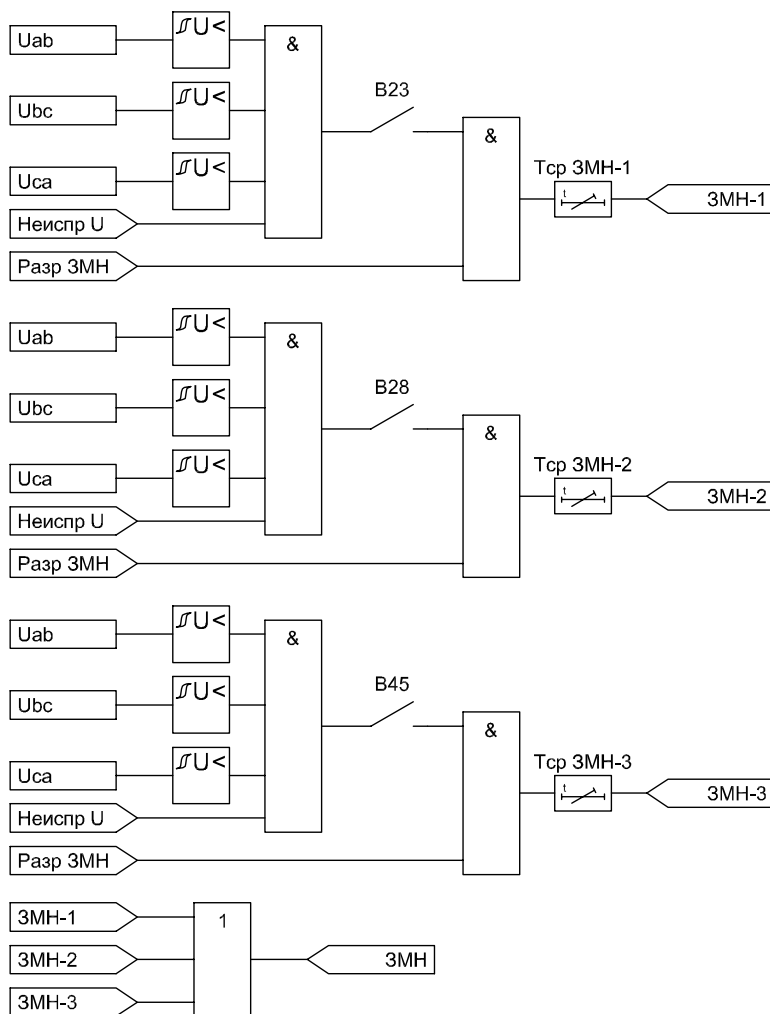 Uab
U<
&
B23
Ubc
U<
&
Uca
U<
Тср ЗМН-1
t
ЗМН-1
Неиспр U
Разр ЗМН
Uab
U<
&
B28
Ubc
U<
&
Uca
U<
Тср ЗМН-2
t
ЗМН-2
Неиспр U
Разр ЗМН
Uab
U<
&
B45
Ubc
U<
&
Uca
U<
Тср ЗМН-3
t
ЗМН-3
Неиспр U
Разр ЗМН
ЗМН-1
1
ЗМН-2
ЗМН
ЗМН-3